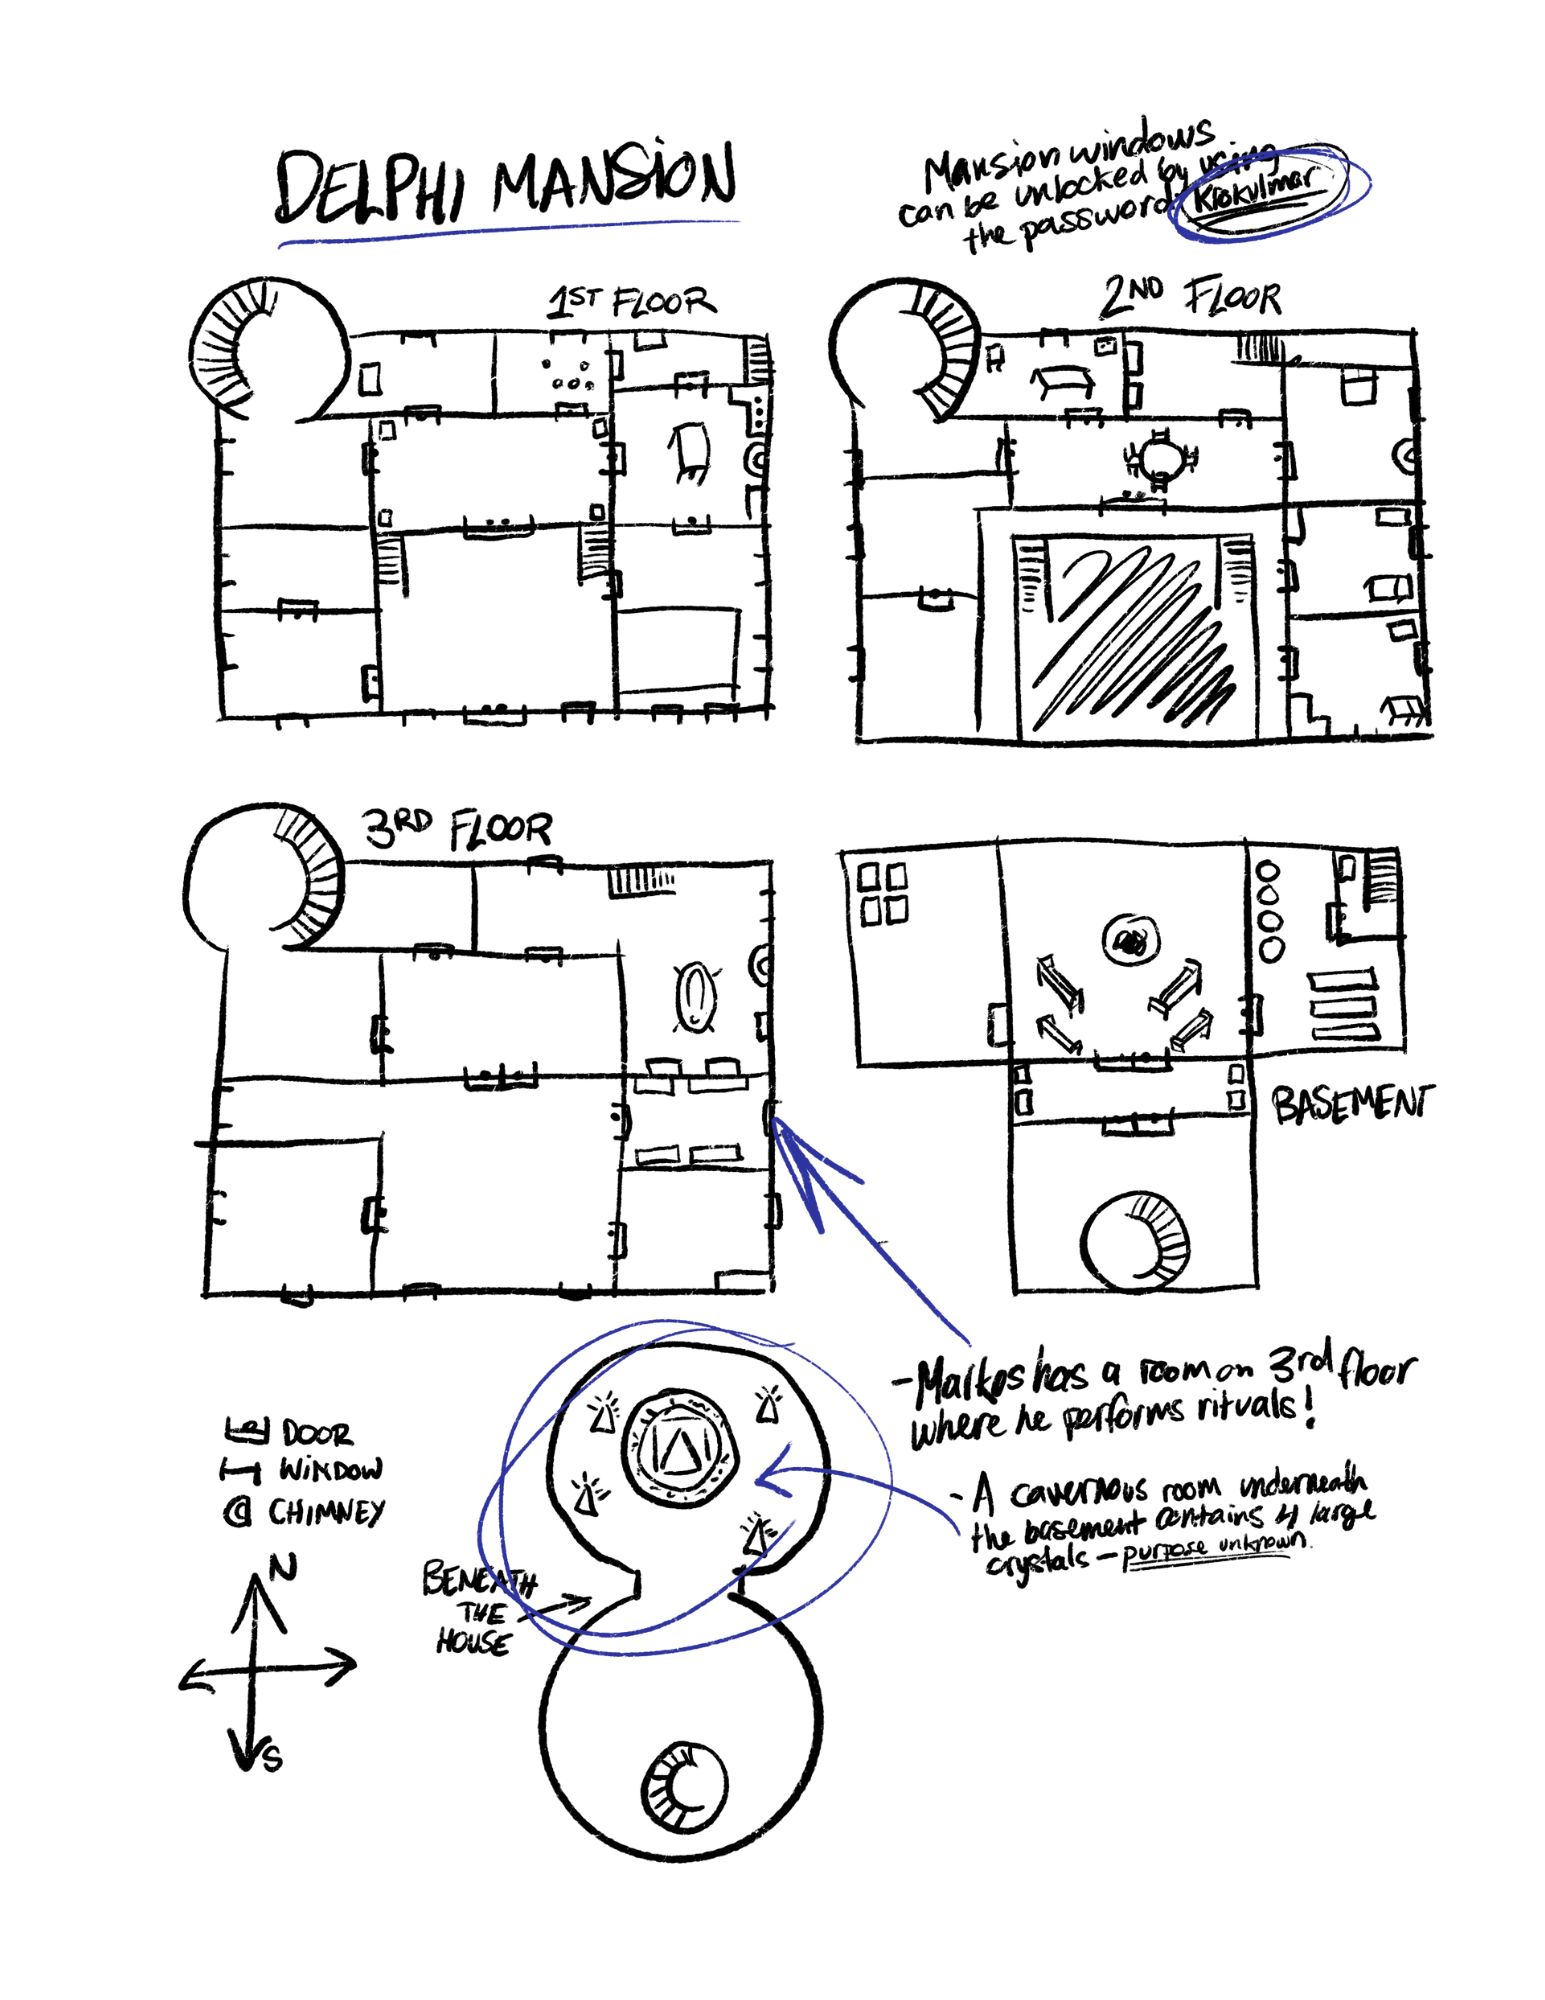 DELPHI MANSION
Mansion windows
can be unlocked by using
the password: Krokulmar
1ST FLOOR
2ND FLOOR
3RD FLOOR
BASEMENT
- Markos has a room on 3rd floor
where he performs rituals!
- A cavernous room underneath
the basement contains 4 large
crystals – purpose unknown.
DOOR
WINDOW
CHIMNEY
BENEATH
THE
HOUSE
N
S